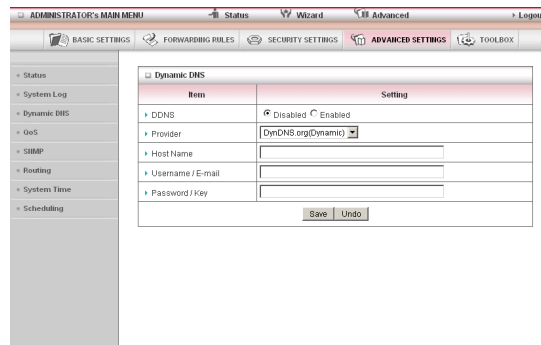 ADMINISTRATOR's MAIN MENU Status Wizard Advanced Logou
BASIC SETTINGS FORWARDING RULES SECURITY SETTINGS ADVANCED SETTINGS TOOLBOX
Status
System Log
Dynamic DNS
QoS
SNMP
Routing
System Time
Scheduling
Dynamic DNS
Item Setting
DDNS Disabled Enabled
Provider DynDNS.org(Dynamic)
Host Name
Username / E-mail
Password / Key
Save Undo